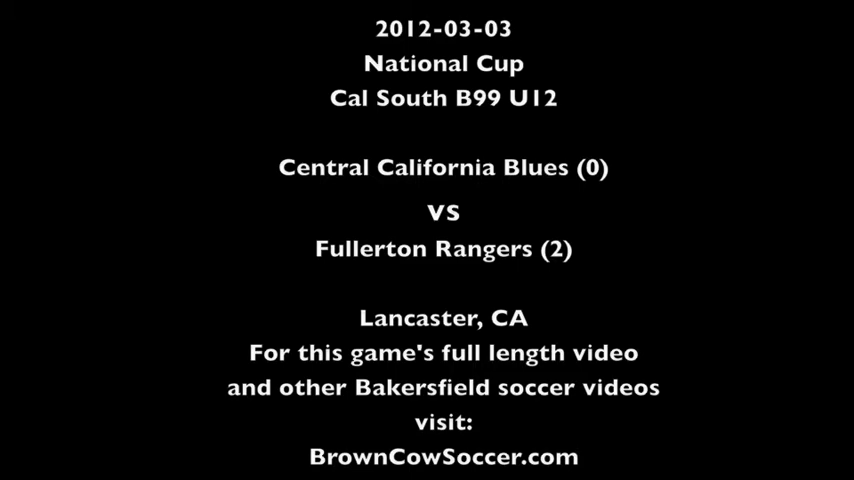 2012-03-03
National Cup
Cal South B99 U12
Central California Blues (0)
VS
Fullerton Rangers (2)
Lancaster, CA
For this game's full length video
and other Bakersfield soccer videos
visit:
BrownCowSoccer.com